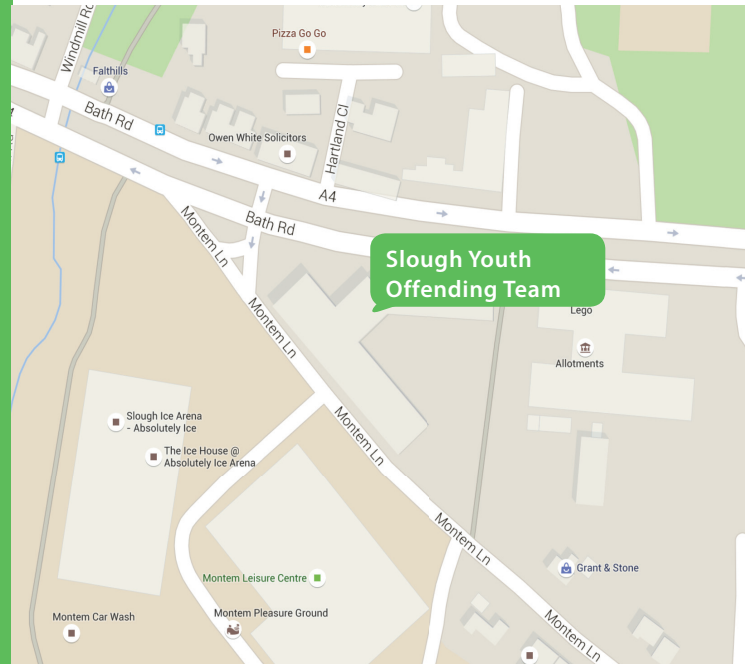 Pizza Go Go
Windmill Rd
Falthills
Bath Rd
Owen White Solicitors
Hartland Cl
A4
Bath Rd
Montem Ln
Slough Youth
Offending Team
Lego
Allotments
Montem Ln
Slough Ice Arena
- Absolutely Ice
The Ice House @
Absolutely Ice Arena
Montem Ln
Montem Ln
Grant & Stone
Montem Leisure Centre
Montem Car Wash
Montem Pleasure Ground
Montem Ln